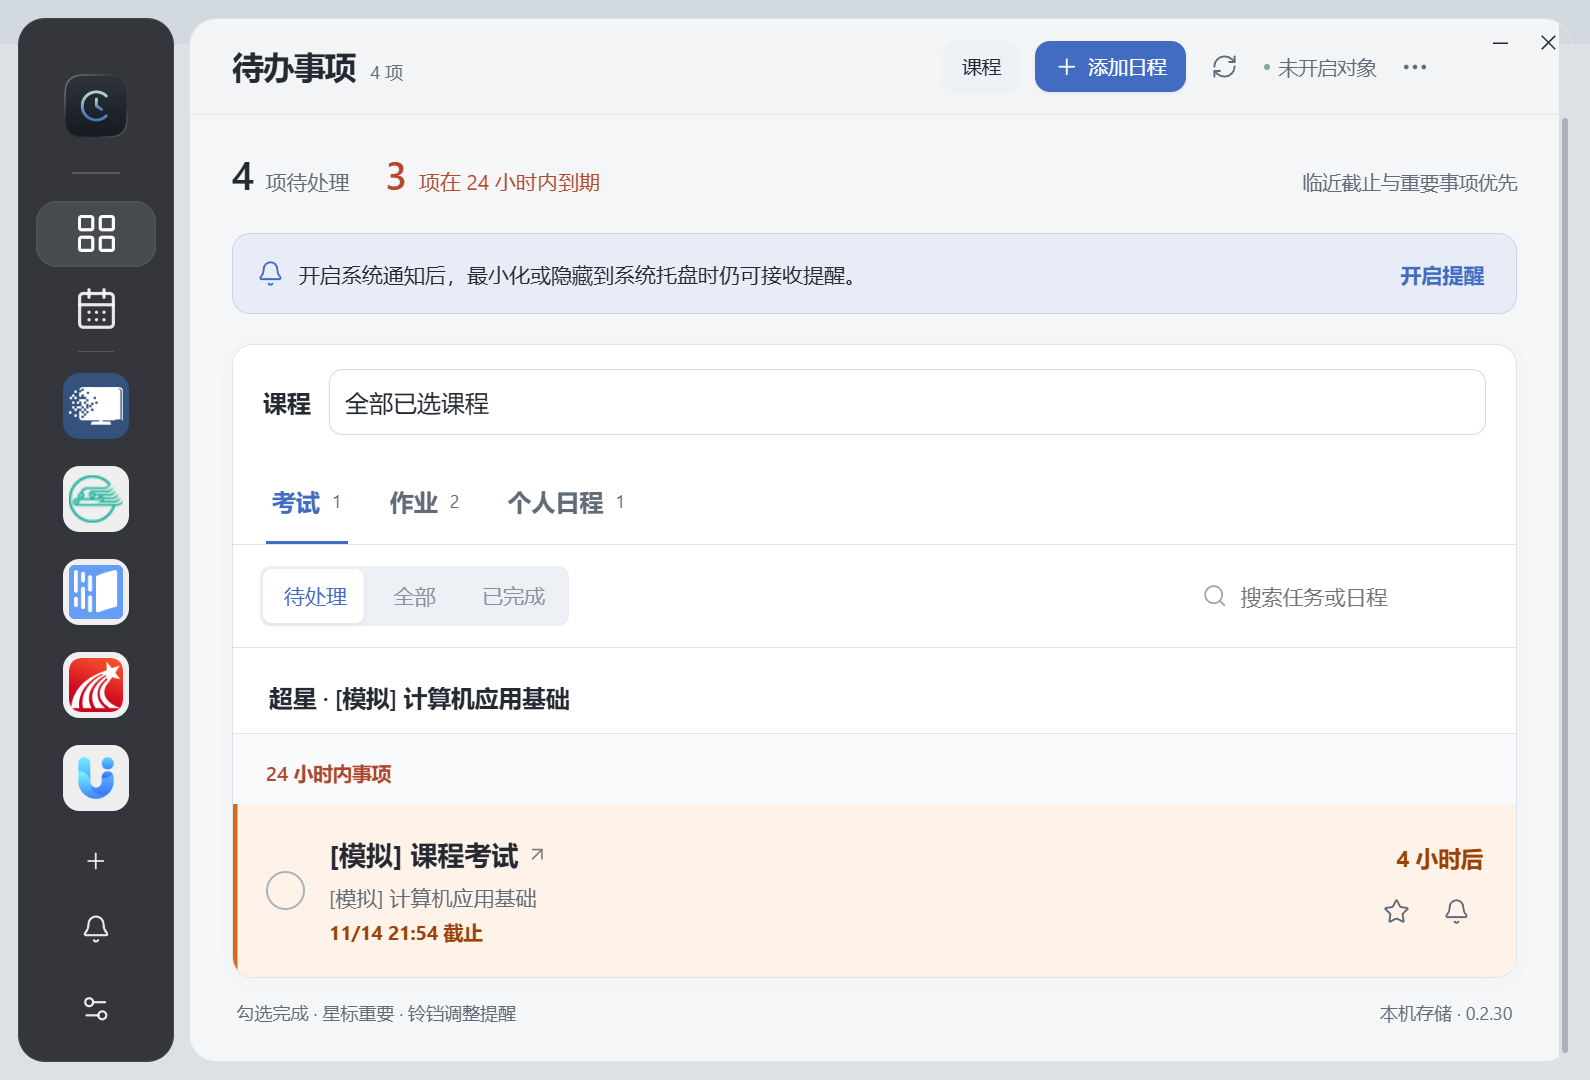 待办事项 4 项
课程
添加日程
未开启对象
4 项待处理 3 项在 24 小时内到期
临近截止与重要事项优先
开启系统通知后，最小化或隐藏到系统托盘时仍可接收提醒。
开启提醒
课程
全部已选课程
考试 1 作业 2 个人日程 1
待处理 全部 已完成
搜索任务或日程
超星 · [模拟] 计算机应用基础
24 小时内事项
[模拟] 课程考试
4 小时后
[模拟] 计算机应用基础
11/14 21:54 截止
勾选完成 · 星标重要 · 铃铛调整提醒
本机存储 · 0.2.30